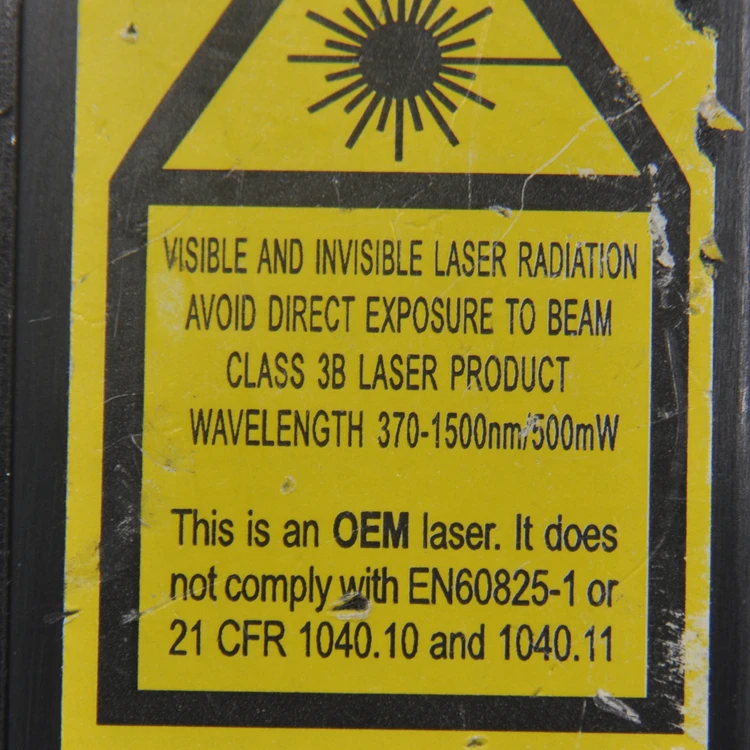 VISIBLE AND INVISIBLE LASER RADIATION
AVOID DIRECT EXPOSURE TO BEAM
CLASS 3B LASER PRODUCT
WAVELENGTH 370-1500nm/500mW
This is an OEM laser. It does
not comply with EN60825-1 or
21 CFR 1040.10 and 1040.11